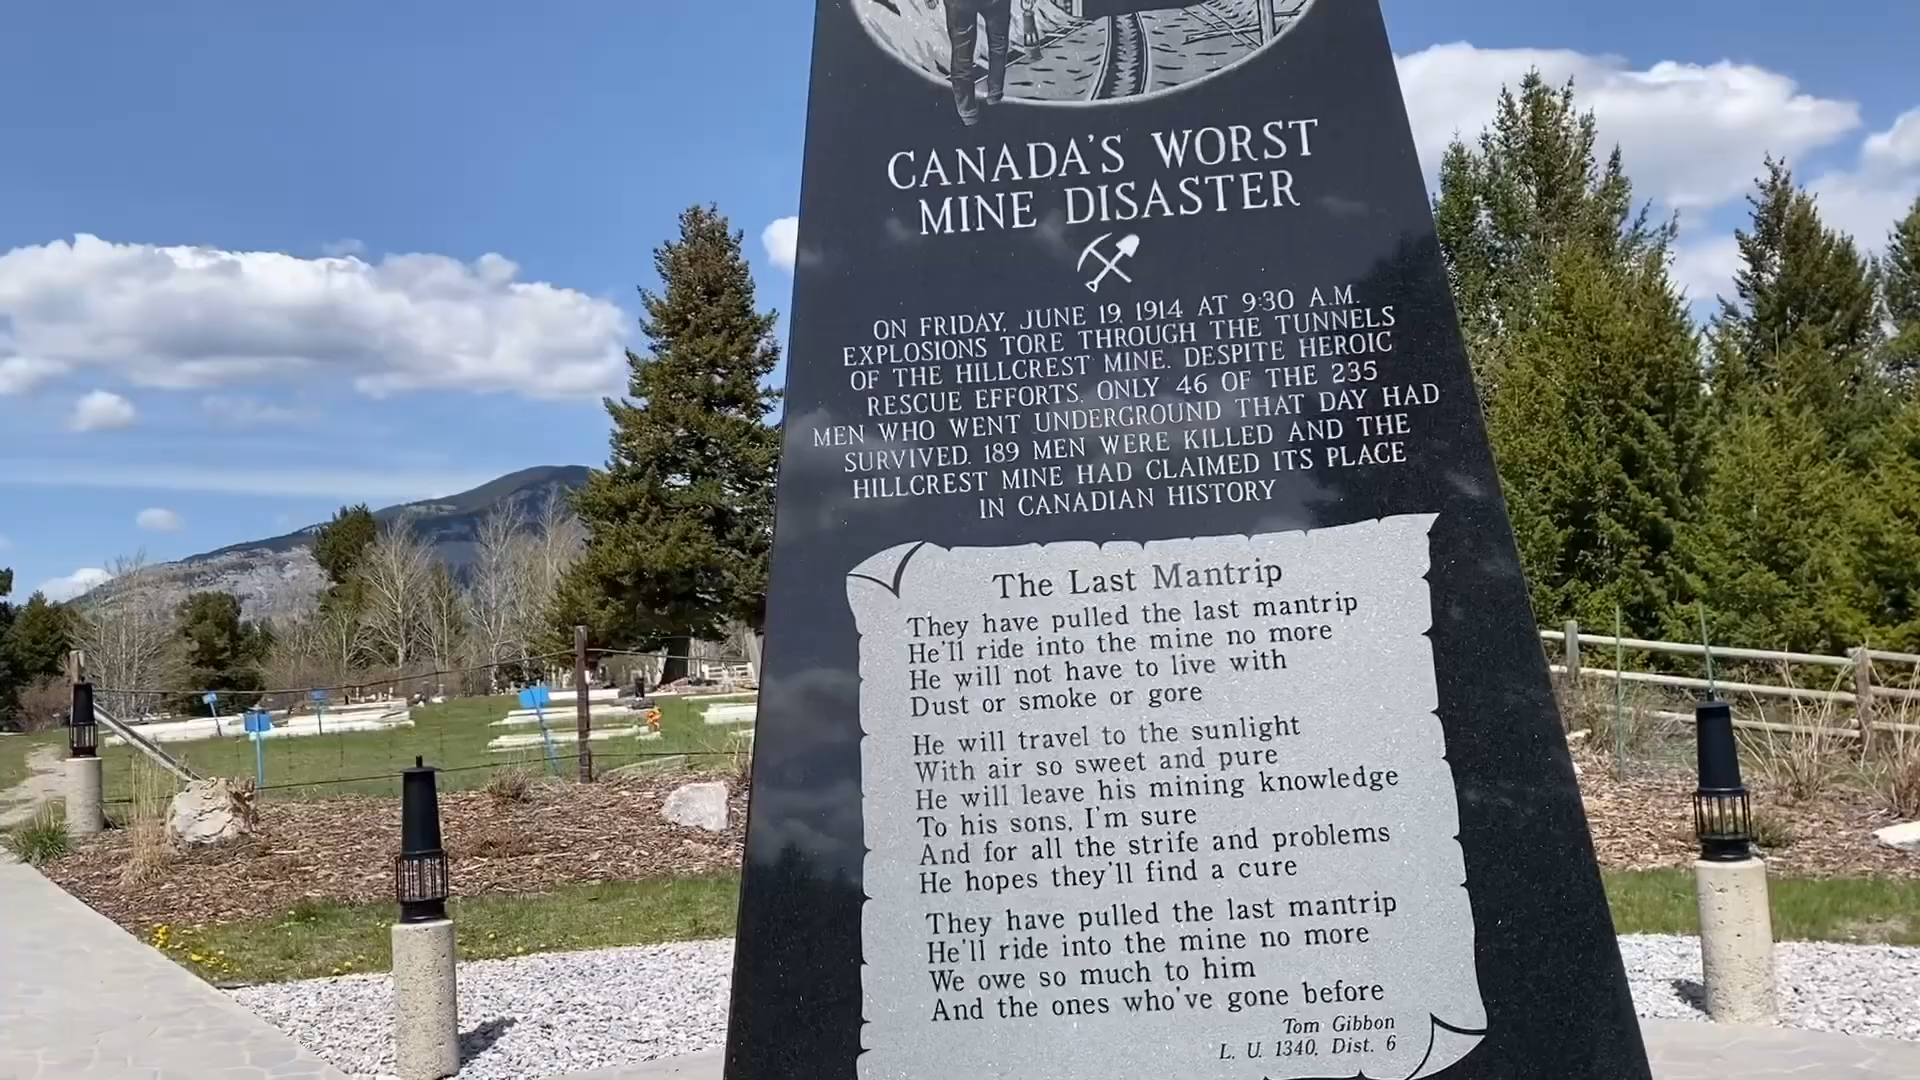 CANADA'S WORST
MINE DISASTER
ON FRIDAY, JUNE 19, 1914 AT 9:30 A.M.
EXPLOSIONS TORE THROUGH THE TUNNELS
OF THE HILLCREST MINE. DESPITE HEROIC
RESCUE EFFORTS, ONLY 46 OF THE 235
MEN WHO WENT UNDERGROUND THAT DAY HAD
SURVIVED. 189 MEN WERE KILLED AND THE
HILLCREST MINE HAD CLAIMED ITS PLACE
IN CANADIAN HISTORY
The Last Mantrip
They have pulled the last mantrip
He'll ride into the mine no more
He will not have to live with
Dust or smoke or gore
He will travel to the sunlight
With air so sweet and pure
He will leave his mining knowledge
To his sons, I'm sure
And for all the strife and problems
He hopes they'll find a cure
They have pulled the last mantrip
He'll ride into the mine no more
We owe so much to him
And the ones who've gone before
Tom Gibbon
L. U. 1340, Dist. 6